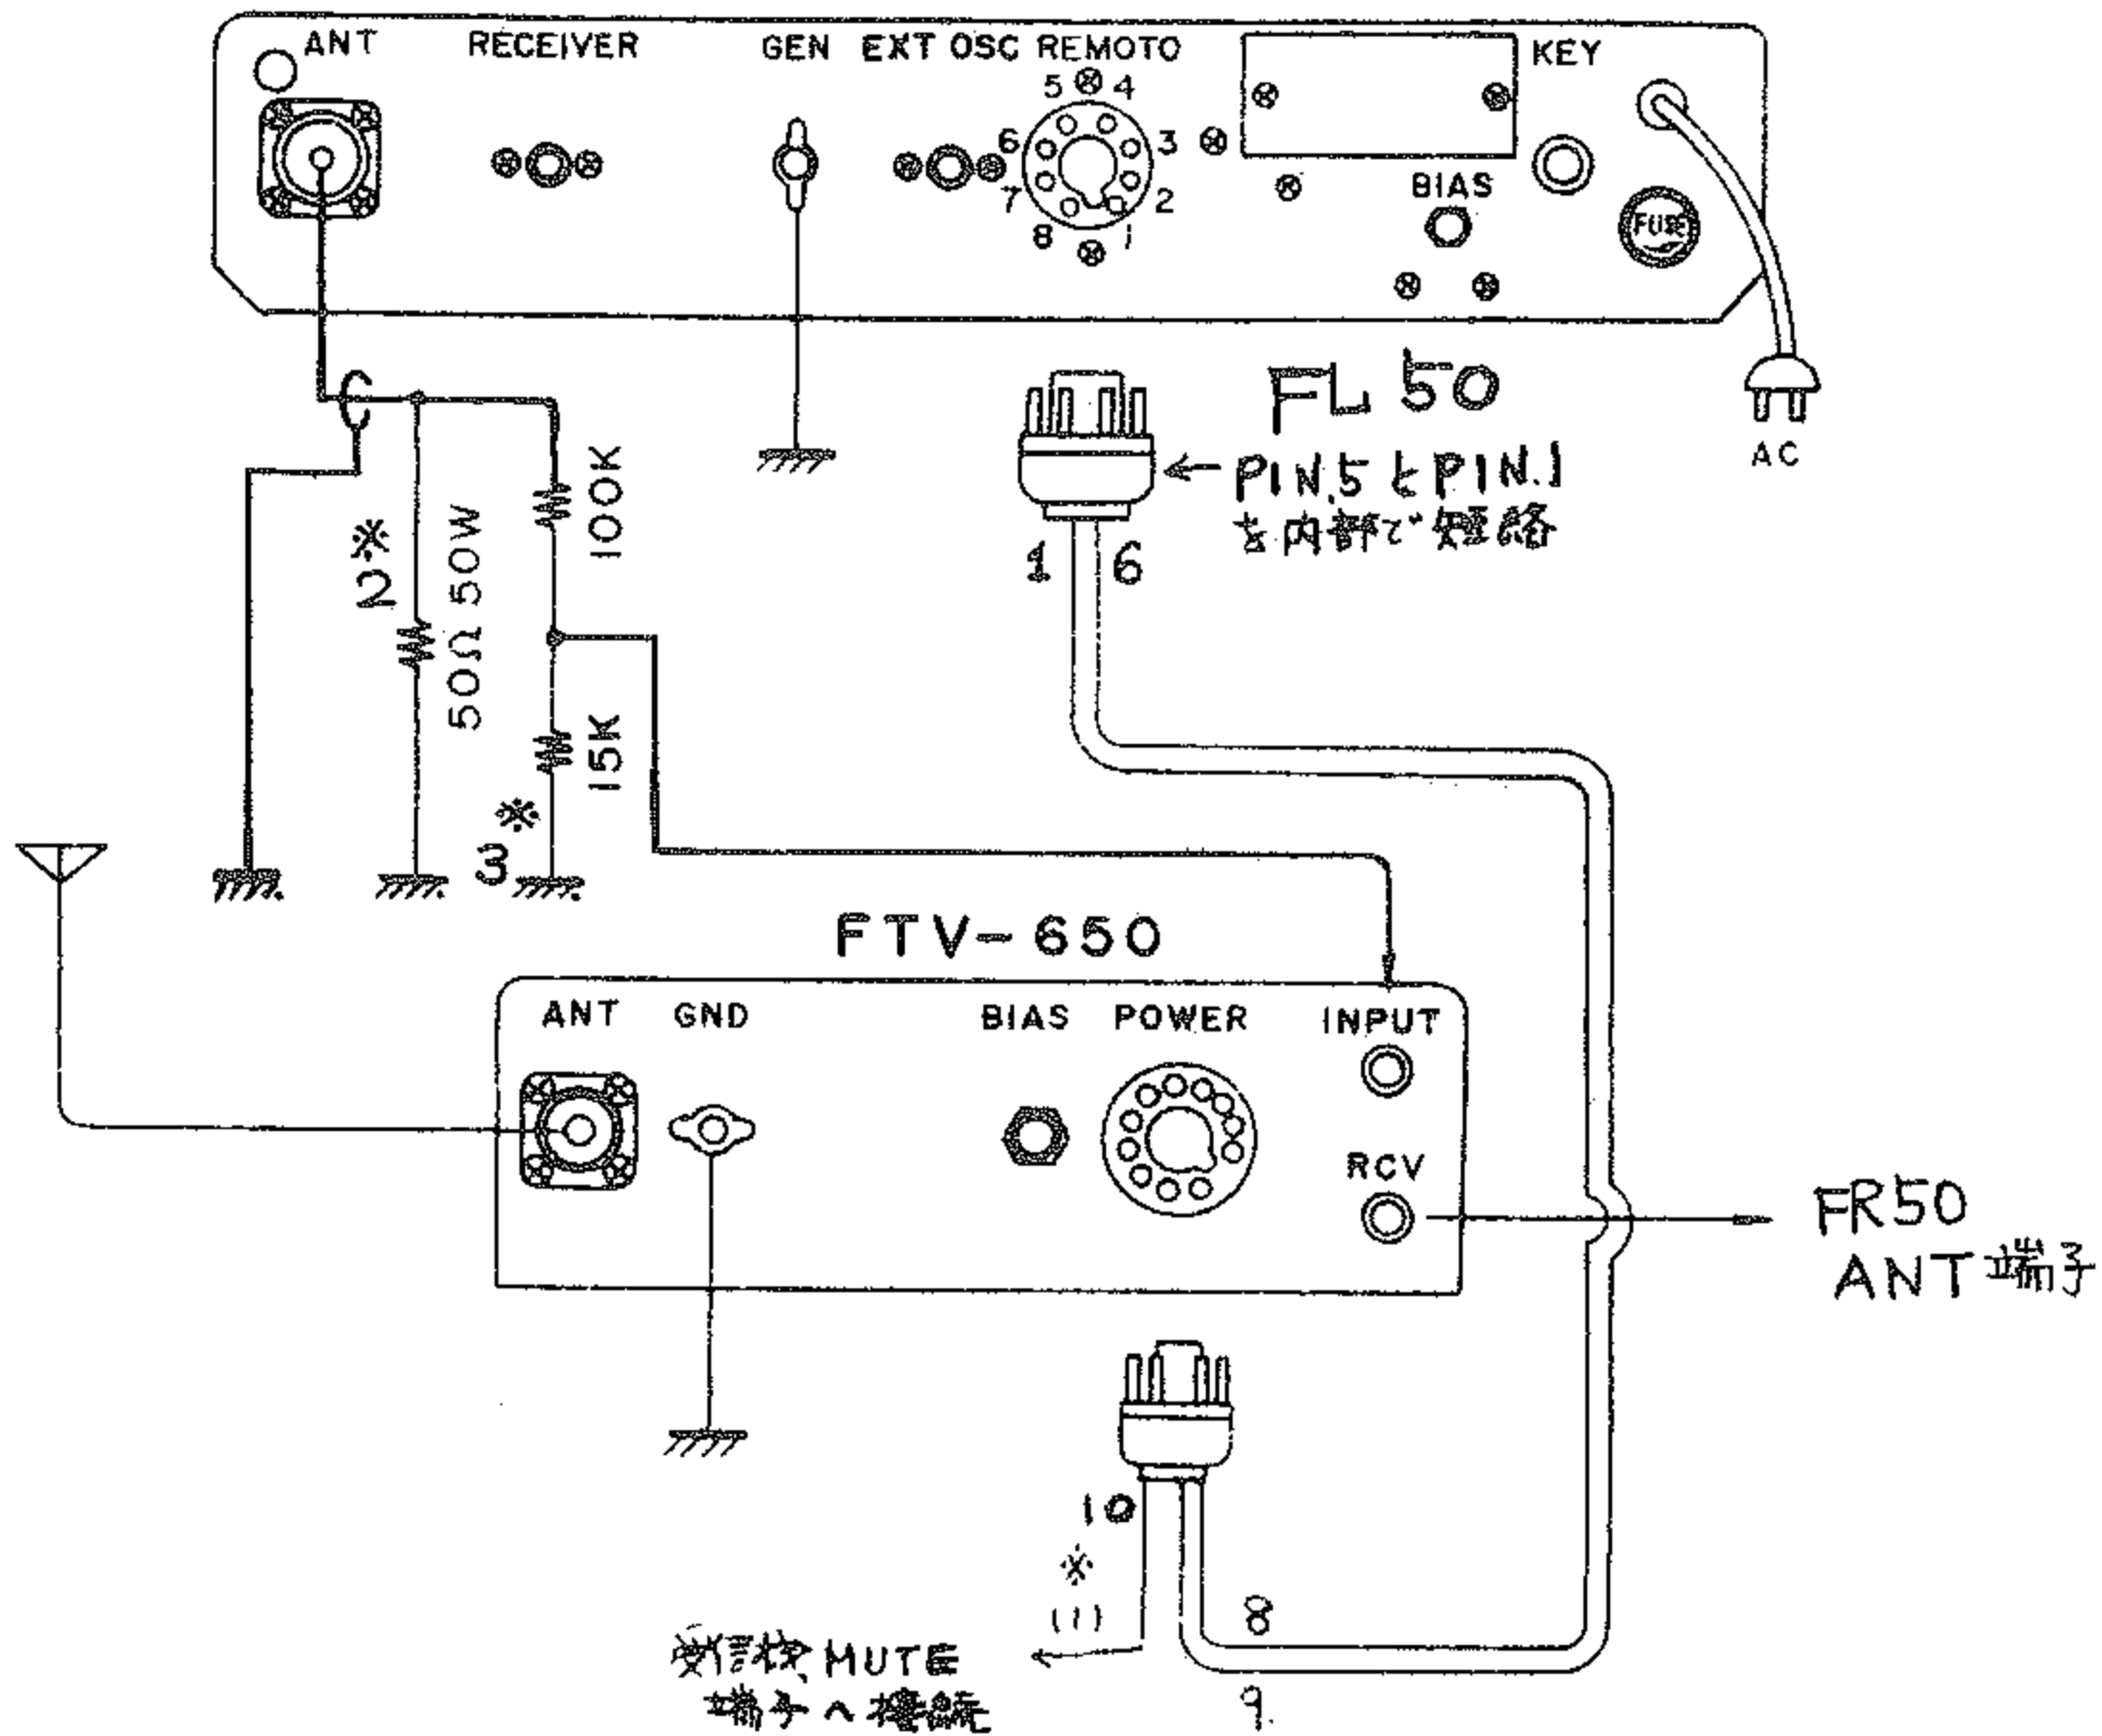 ANT RECEIVER GEN EXT OSC REMOTO KEY
5 4
6 3
7 2
8 1
BIAS
FUSE
AC
FL 50
PIN.5とPIN.1
を内部で短絡
1 6
100K
※
2
50Ω 50W
15K
※
3
FTV-650
ANT GND BIAS POWER INPUT
RCV
FR50
ANT端子
10
※
(1)
8
9
受信機MUTE
端子へ接続